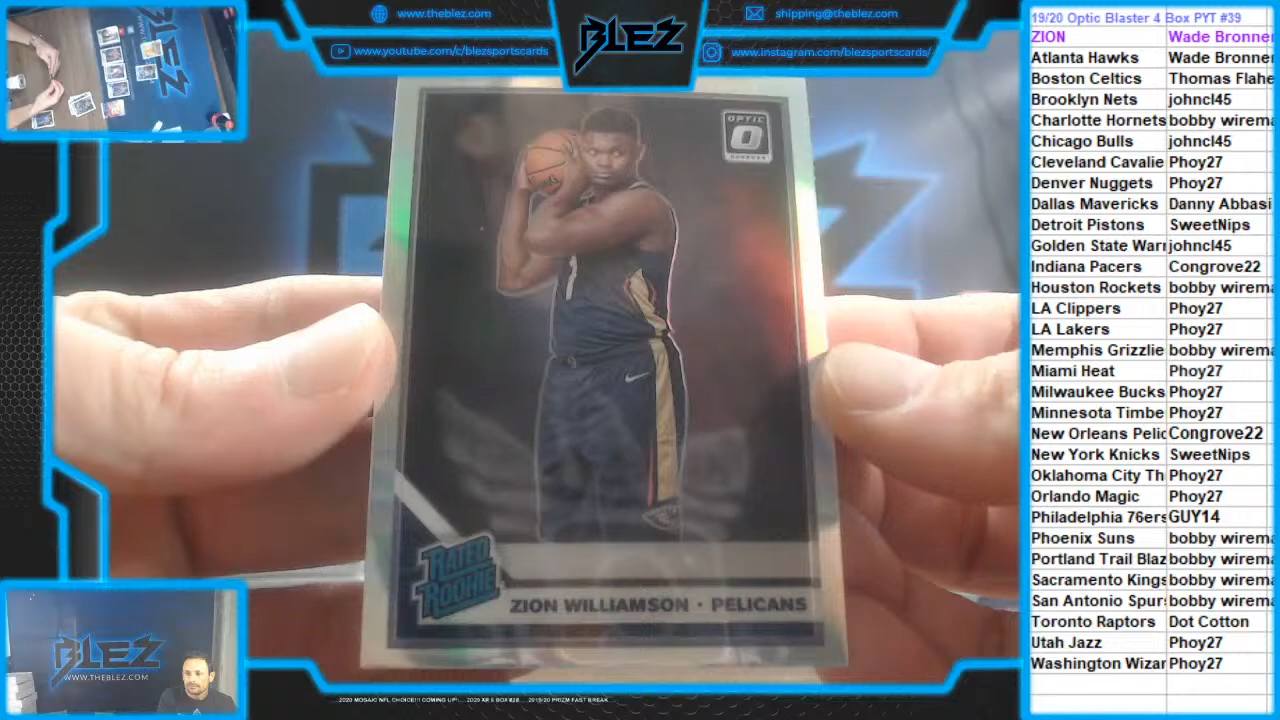 www.theblez.com
shipping@theblez.com
www.youtube.com/c/blezsportscards
BLEZ
www.instagram.com/blezsportscards/
OPTIC
RATED
ROOKIE
ZION WILLIAMSON · PELICANS
BLEZ
WWW.THEBLEZ.COM
19/20 Optic Blaster 4 Box PYT #39
ZION Wade Bronner
Atlanta Hawks Wade Bronner
Boston Celtics Thomas Flahe
Brooklyn Nets johncl45
Charlotte Hornets bobby wirema
Chicago Bulls johncl45
Cleveland Cavalie Phoy27
Denver Nuggets Phoy27
Dallas Mavericks Danny Abbasi
Detroit Pistons SweetNips
Golden State Warr johncl45
Indiana Pacers Congrove22
Houston Rockets bobby wirema
LA Clippers Phoy27
LA Lakers Phoy27
Memphis Grizzlie bobby wirema
Miami Heat Phoy27
Milwaukee Bucks Phoy27
Minnesota Timbe Phoy27
New Orleans Pelic Congrove22
New York Knicks SweetNips
Oklahoma City Th Phoy27
Orlando Magic Phoy27
Philadelphia 76ers GUY14
Phoenix Suns bobby wirema
Portland Trail Blaz bobby wirema
Sacramento Kings bobby wirema
San Antonio Spur bobby wirema
Toronto Raptors Dot Cotton
Utah Jazz Phoy27
Washington Wizar Phoy27